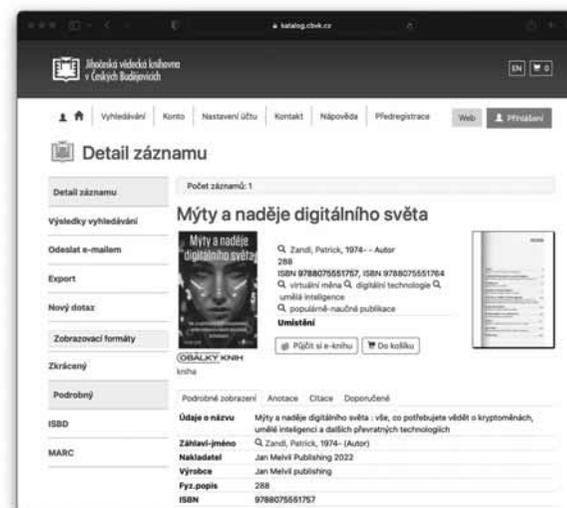 katalog.cbvk.cz
Jihočeská vědecká knihovna
v Českých Budějovicích
EN 0
Vyhledávání Konto Nastavení účtu Kontakt Nápověda Předregistrace Web Přihlášení
Detail záznamu
Detail záznamu
Výsledky vyhledávání
Odeslat e-mailem
Export
Nový dotaz
Zobrazovací formáty
Zkrácený
Podrobný
ISBD
MARC
Počet záznamů: 1
Mýty a naděje digitálního světa
Mýty a naděje
digitálního světa
OBÁLKY KNIH
kniha
Zandl, Patrick, 1974- - Autor
288
ISBN 9788075551757, ISBN 9788075551764
virtuální měna digitální technologie
umělá inteligence
populárně-naučné publikace
Umístění
Půjčit si e-knihu Do košíku
Podrobné zobrazení Anotace Citace Doporučené
Údaje o názvu Mýty a naděje digitálního světa : vše, co potřebujete vědět o kryptoměnách,
umělé inteligenci a dalších převratných technologiích
Záhlaví-jméno Zandl, Patrick, 1974- (Autor)
Nakladatel Jan Melvil Publishing 2022
Výrobce Jan Melvil publishing
Fyz.popis 288
ISBN 9788075551757